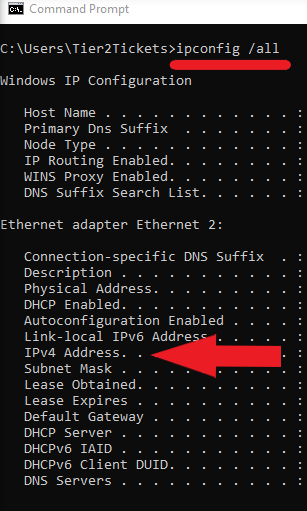 C:\. Command Prompt
C:\Users\Tier2Tickets>ipconfig /all
Windows IP Configuration
Host Name . . . . . . . . . . . . :
Primary Dns Suffix  . . . . . . . :
Node Type . . . . . . . . . . . . :
IP Routing Enabled. . . . . . . . :
WINS Proxy Enabled. . . . . . . . :
DNS Suffix Search List. . . . . . :
Ethernet adapter Ethernet 2:
Connection-specific DNS Suffix  . :
Description . . . . . . . . . . . :
Physical Address. . . . . . . . . :
DHCP Enabled. . . . . . . . . . . :
Autoconfiguration Enabled . . . . :
Link-local IPv6 Address . . . . . :
IPv4 Address. . .
Subnet Mask . . . . . . . . . . . :
Lease Obtained. . . . . . . . . . :
Lease Expires . . . . . . . . . . :
Default Gateway . . . . . . . . . :
DHCP Server . . . . . . . . . . . :
DHCPv6 IAID . . . . . . . . . . . :
DHCPv6 Client DUID. . . . . . . . :
DNS Servers . . . . . . . . . . . :